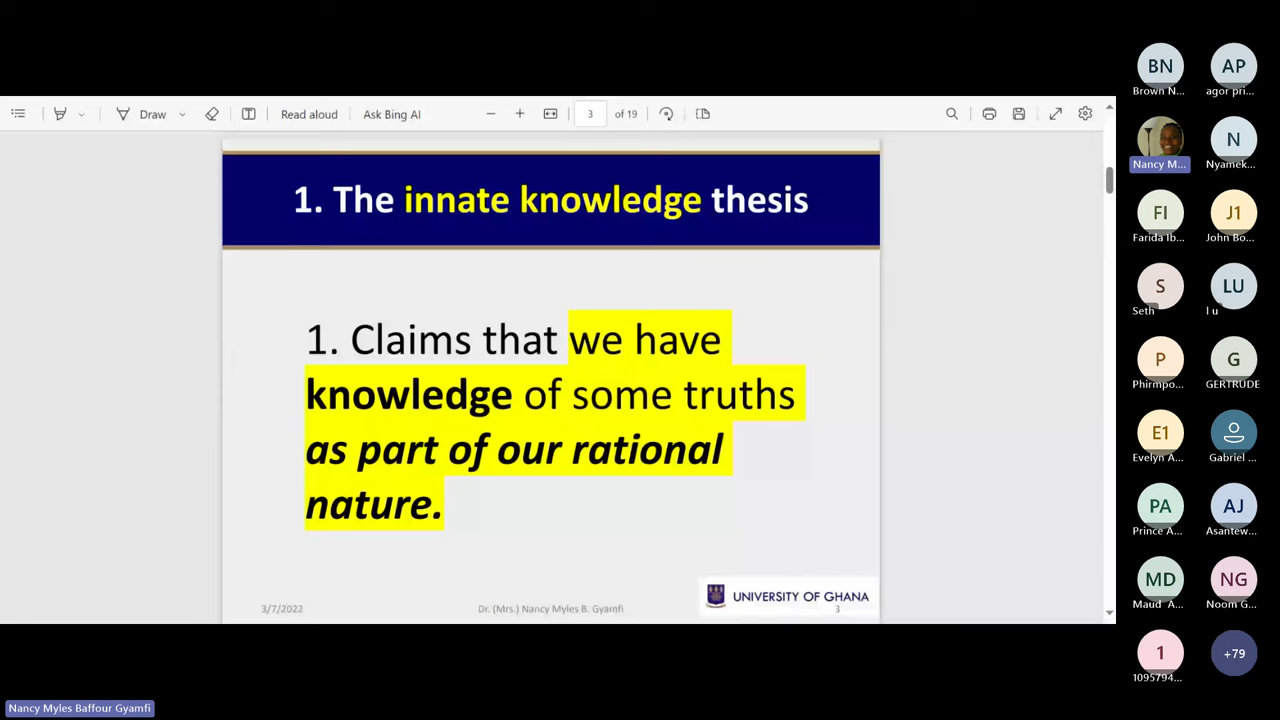 BN
AP
Brown N...
agor pri...
Draw
Read aloud
Ask Bing AI
3
of 19
N
Nancy M...
Nyamek...
1. The innate knowledge thesis
FI
J1
Farida Ib...
John Bo...
S
LU
Seth
l u
1. Claims that we have
knowledge of some truths
as part of our rational
nature.
P
G
Phirmpo...
GERTRUDE
E1
Evelyn A...
Gabriel ...
PA
AJ
Prince A...
Asantew...
MD
NG
Maud A...
Noom G...
3/7/2022
Dr. (Mrs.) Nancy Myles B. Gyamfi
UNIVERSITY OF GHANA
3
1
+79
1095794...
Nancy Myles Baffour Gyamfi